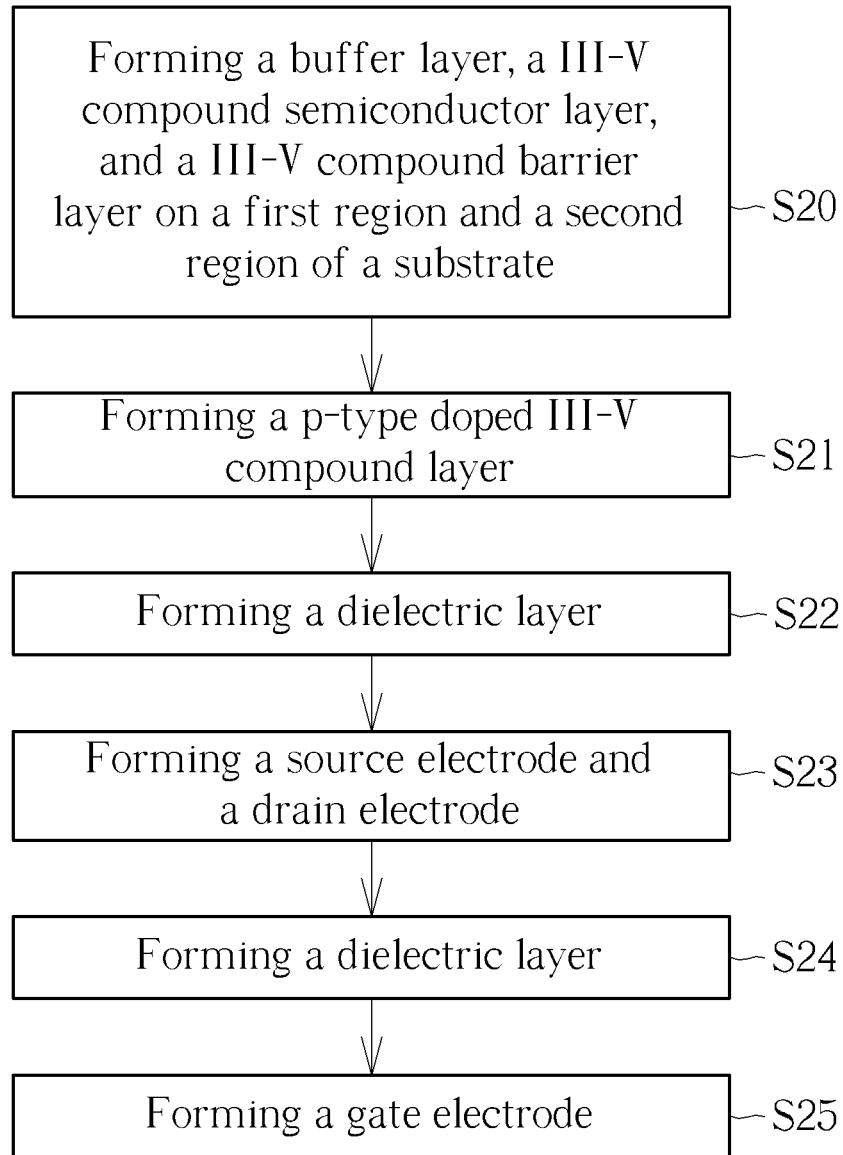 Forming a buffer layer, a III-V
compound semiconductor layer,
and a III-V compound barrier
layer on a first region and a second
region of a substrate
S20
Forming a p-type doped III-V
compound layer
S21
Forming a dielectric layer
S22
Forming a source electrode and
a drain electrode
S23
Forming a dielectric layer
S24
Forming a gate electrode
S25